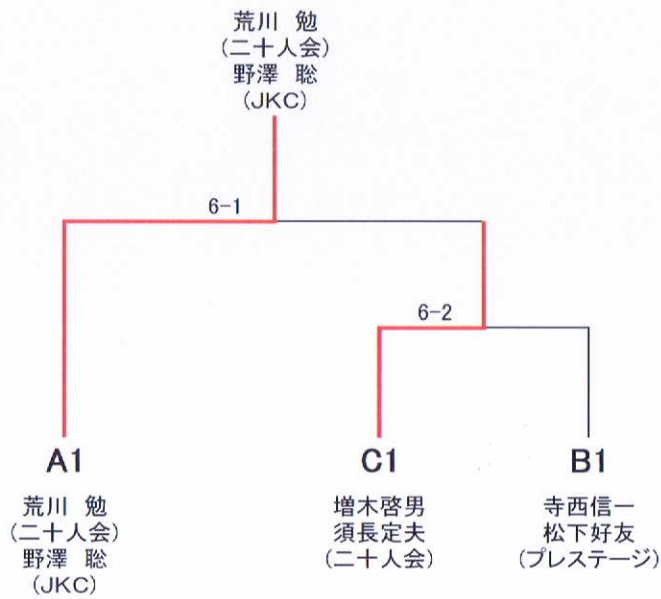 荒川 勉
(二十人会)
野澤 聡
(JKC)
6-1
6-2
A1
C1
B1
荒川 勉
(二十人会)
野澤 聡
(JKC)
増木啓男
須長定夫
(二十人会)
寺西信一
松下好友
(プレステージ)